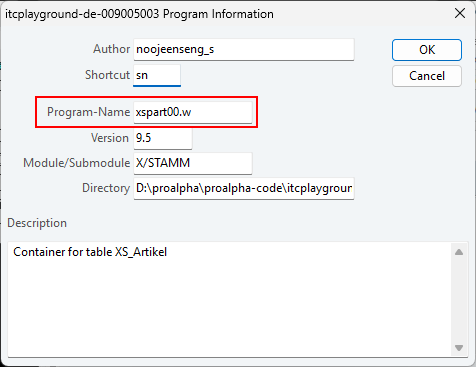 itcplayground-de-009005003 Program Information
Author noojeenseng_s
OK
Shortcut sn
Cancel
Program-Name xspart00.w
Version 9.5
Module/Submodule X/STAMM
Directory D:\proalpha\proalpha-code\itcplaygrour
Description
Container for table XS_Artikel